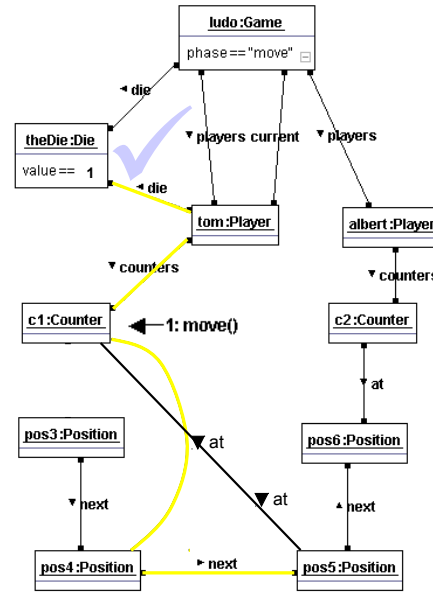 ludo:Game
phase=="move"
die
players current
players
theDie:Die
value== 1
die
tom:Player
albert:Player
counters
counters
c1:Counter
1: move()
c2:Counter
at
pos3:Position
at
pos6:Position
next
at
next
pos4:Position
next
pos5:Position